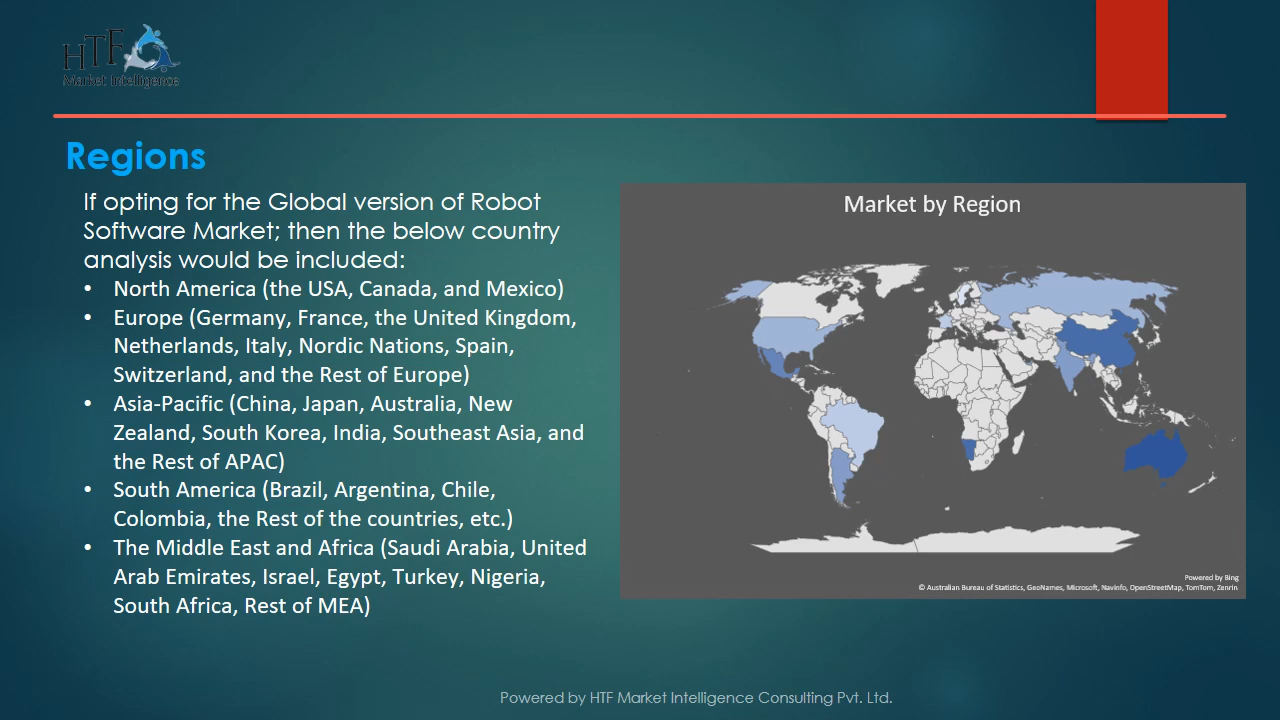 HTF
Market Intelligence
Regions
If opting for the Global version of Robot
Software Market; then the below country
analysis would be included:
• North America (the USA, Canada, and Mexico)
• Europe (Germany, France, the United Kingdom,
Netherlands, Italy, Nordic Nations, Spain,
Switzerland, and the Rest of Europe)
• Asia-Pacific (China, Japan, Australia, New
Zealand, South Korea, India, Southeast Asia, and
the Rest of APAC)
• South America (Brazil, Argentina, Chile,
Colombia, the Rest of the countries, etc.)
• The Middle East and Africa (Saudi Arabia, United
Arab Emirates, Israel, Egypt, Turkey, Nigeria,
South Africa, Rest of MEA)
Market by Region
Powered by Bing
© Australian Bureau of Statistics, GeoNames, Microsoft, Navinfo, OpenStreetMap, TomTom, Zenrin
Powered by HTF Market Intelligence Consulting Pvt. Ltd.